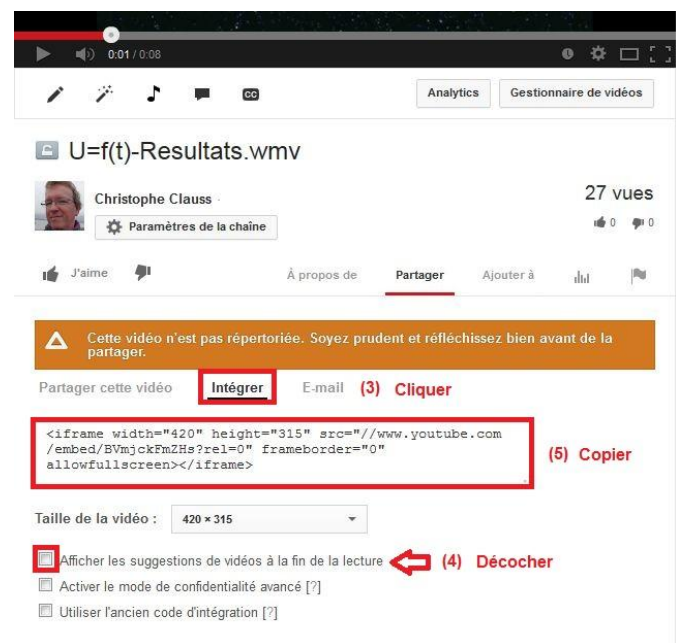 0:01 / 0:08
CC
Analytics
Gestionnaire de vidéos
U=f(t)-Resultats.wmv
Christophe Clauss
27 vues
Paramètres de la chaîne
0 0
J'aime
À propos de Partager Ajouter à
Cette vidéo n'est pas répertoriée. Soyez prudent et réfléchissez bien avant de la
partager.
Partager cette vidéo Intégrer E-mail (3) Cliquer
<iframe width="420" height="315" src="//www.youtube.com
/embed/BVmjckFmZHs?rel=0" frameborder="0"
allowfullscreen></iframe>
(5) Copier
Taille de la vidéo : 420 × 315
Afficher les suggestions de vidéos à la fin de la lecture (4) Décocher
Activer le mode de confidentialité avancé [?]
Utiliser l'ancien code d'intégration [?]